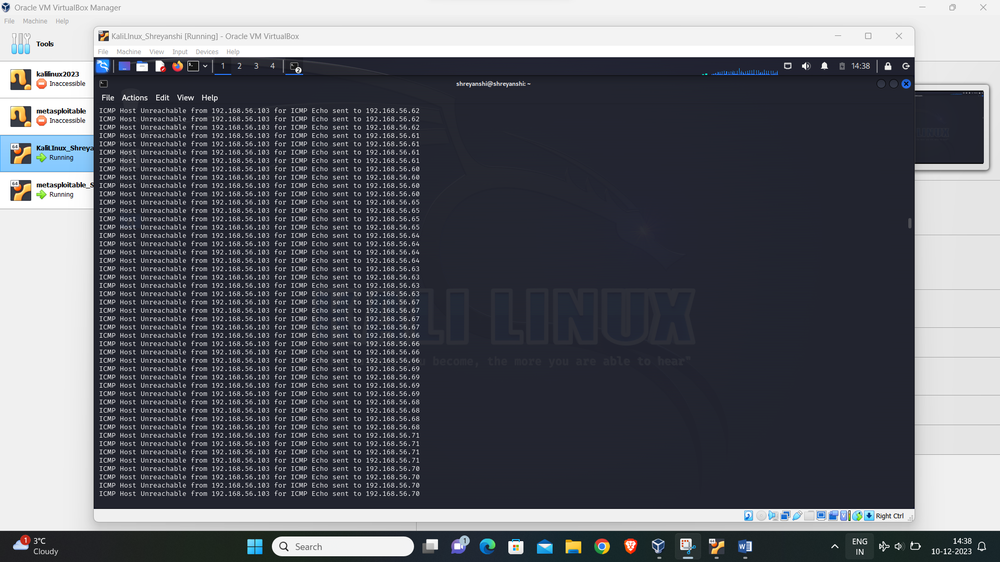 Oracle VM VirtualBox Manager
File Machine Help
Tools
kalilinux2023
Inaccessible
metasploitable
Inaccessible
64
KaliLInux_Shreya
Running
64
metasploitable_S
Running
KaliLInux_Shreyanshi [Running] - Oracle VM VirtualBox
File Machine View Input Devices Help
1 2 3 4 2 14:38
shreyanshi@shreyanshi: ~
File Actions Edit View Help
ICMP Host Unreachable from 192.168.56.103 for ICMP Echo sent to 192.168.56.62
ICMP Host Unreachable from 192.168.56.103 for ICMP Echo sent to 192.168.56.62
ICMP Host Unreachable from 192.168.56.103 for ICMP Echo sent to 192.168.56.62
ICMP Host Unreachable from 192.168.56.103 for ICMP Echo sent to 192.168.56.61
ICMP Host Unreachable from 192.168.56.103 for ICMP Echo sent to 192.168.56.61
ICMP Host Unreachable from 192.168.56.103 for ICMP Echo sent to 192.168.56.61
ICMP Host Unreachable from 192.168.56.103 for ICMP Echo sent to 192.168.56.61
ICMP Host Unreachable from 192.168.56.103 for ICMP Echo sent to 192.168.56.60
ICMP Host Unreachable from 192.168.56.103 for ICMP Echo sent to 192.168.56.60
ICMP Host Unreachable from 192.168.56.103 for ICMP Echo sent to 192.168.56.60
ICMP Host Unreachable from 192.168.56.103 for ICMP Echo sent to 192.168.56.60
ICMP Host Unreachable from 192.168.56.103 for ICMP Echo sent to 192.168.56.65
ICMP Host Unreachable from 192.168.56.103 for ICMP Echo sent to 192.168.56.65
ICMP Host Unreachable from 192.168.56.103 for ICMP Echo sent to 192.168.56.65
ICMP Host Unreachable from 192.168.56.103 for ICMP Echo sent to 192.168.56.65
ICMP Host Unreachable from 192.168.56.103 for ICMP Echo sent to 192.168.56.64
ICMP Host Unreachable from 192.168.56.103 for ICMP Echo sent to 192.168.56.64
ICMP Host Unreachable from 192.168.56.103 for ICMP Echo sent to 192.168.56.64
ICMP Host Unreachable from 192.168.56.103 for ICMP Echo sent to 192.168.56.64
ICMP Host Unreachable from 192.168.56.103 for ICMP Echo sent to 192.168.56.63
ICMP Host Unreachable from 192.168.56.103 for ICMP Echo sent to 192.168.56.63
ICMP Host Unreachable from 192.168.56.103 for ICMP Echo sent to 192.168.56.63
ICMP Host Unreachable from 192.168.56.103 for ICMP Echo sent to 192.168.56.63
ICMP Host Unreachable from 192.168.56.103 for ICMP Echo sent to 192.168.56.67
ICMP Host Unreachable from 192.168.56.103 for ICMP Echo sent to 192.168.56.67
ICMP Host Unreachable from 192.168.56.103 for ICMP Echo sent to 192.168.56.67
ICMP Host Unreachable from 192.168.56.103 for ICMP Echo sent to 192.168.56.67
ICMP Host Unreachable from 192.168.56.103 for ICMP Echo sent to 192.168.56.66
ICMP Host Unreachable from 192.168.56.103 for ICMP Echo sent to 192.168.56.66
ICMP Host Unreachable from 192.168.56.103 for ICMP Echo sent to 192.168.56.66
ICMP Host Unreachable from 192.168.56.103 for ICMP Echo sent to 192.168.56.66
ICMP Host Unreachable from 192.168.56.103 for ICMP Echo sent to 192.168.56.69
ICMP Host Unreachable from 192.168.56.103 for ICMP Echo sent to 192.168.56.69
ICMP Host Unreachable from 192.168.56.103 for ICMP Echo sent to 192.168.56.69
ICMP Host Unreachable from 192.168.56.103 for ICMP Echo sent to 192.168.56.69
ICMP Host Unreachable from 192.168.56.103 for ICMP Echo sent to 192.168.56.68
ICMP Host Unreachable from 192.168.56.103 for ICMP Echo sent to 192.168.56.68
ICMP Host Unreachable from 192.168.56.103 for ICMP Echo sent to 192.168.56.68
ICMP Host Unreachable from 192.168.56.103 for ICMP Echo sent to 192.168.56.68
ICMP Host Unreachable from 192.168.56.103 for ICMP Echo sent to 192.168.56.71
ICMP Host Unreachable from 192.168.56.103 for ICMP Echo sent to 192.168.56.71
ICMP Host Unreachable from 192.168.56.103 for ICMP Echo sent to 192.168.56.71
ICMP Host Unreachable from 192.168.56.103 for ICMP Echo sent to 192.168.56.71
ICMP Host Unreachable from 192.168.56.103 for ICMP Echo sent to 192.168.56.70
ICMP Host Unreachable from 192.168.56.103 for ICMP Echo sent to 192.168.56.70
ICMP Host Unreachable from 192.168.56.103 for ICMP Echo sent to 192.168.56.70
ICMP Host Unreachable from 192.168.56.103 for ICMP Echo sent to 192.168.56.70
LI LINUX
become, the more you are able to hear"
Right Ctrl
1
3°C
Cloudy
Search
1
ENG
IN
14:38
10-12-2023